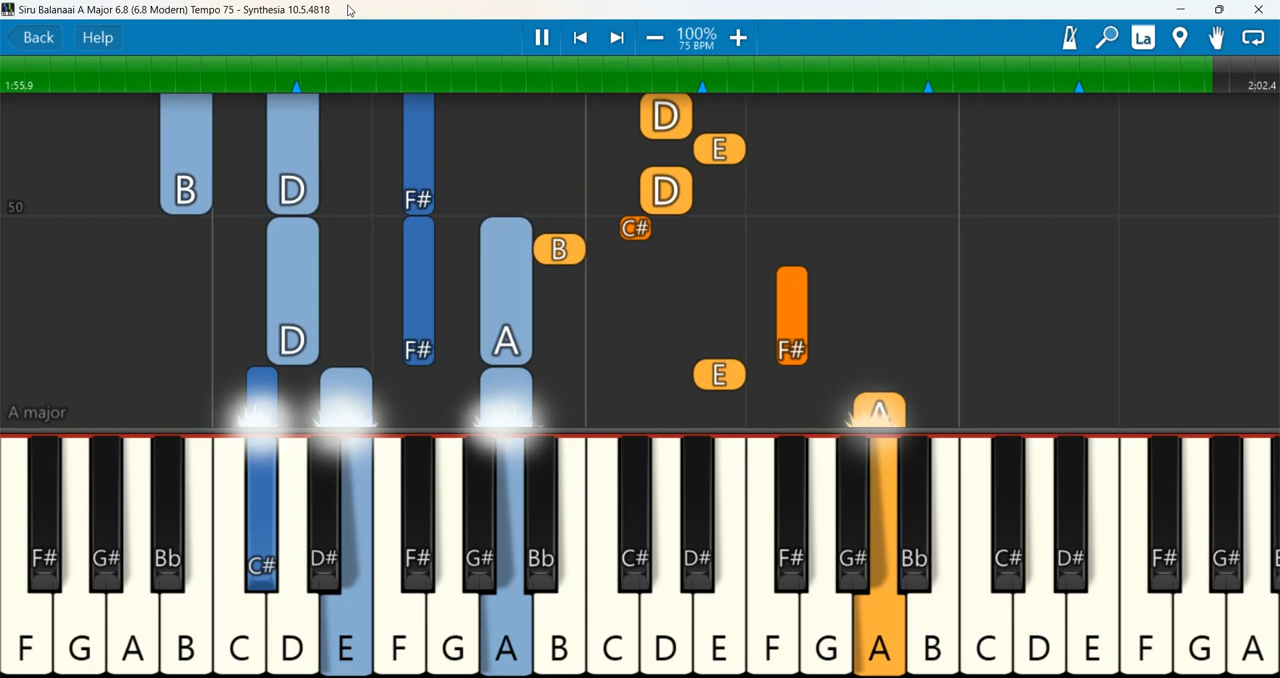 Siru Balanaai A Major 6.8 (6.8 Modern) Tempo 75 - Synthesia 10.5.4818
Back Help 100% La
75 BPM
1:55.9 2:02.4
D
E
B D F# D
50
C#
B
D F# A F#
E
A major A
F# G# Bb C# D# F# G# Bb C# D# F# G# Bb C# D# F# G#
F G A B C D E F G A B C D E F G A B C D E F G A